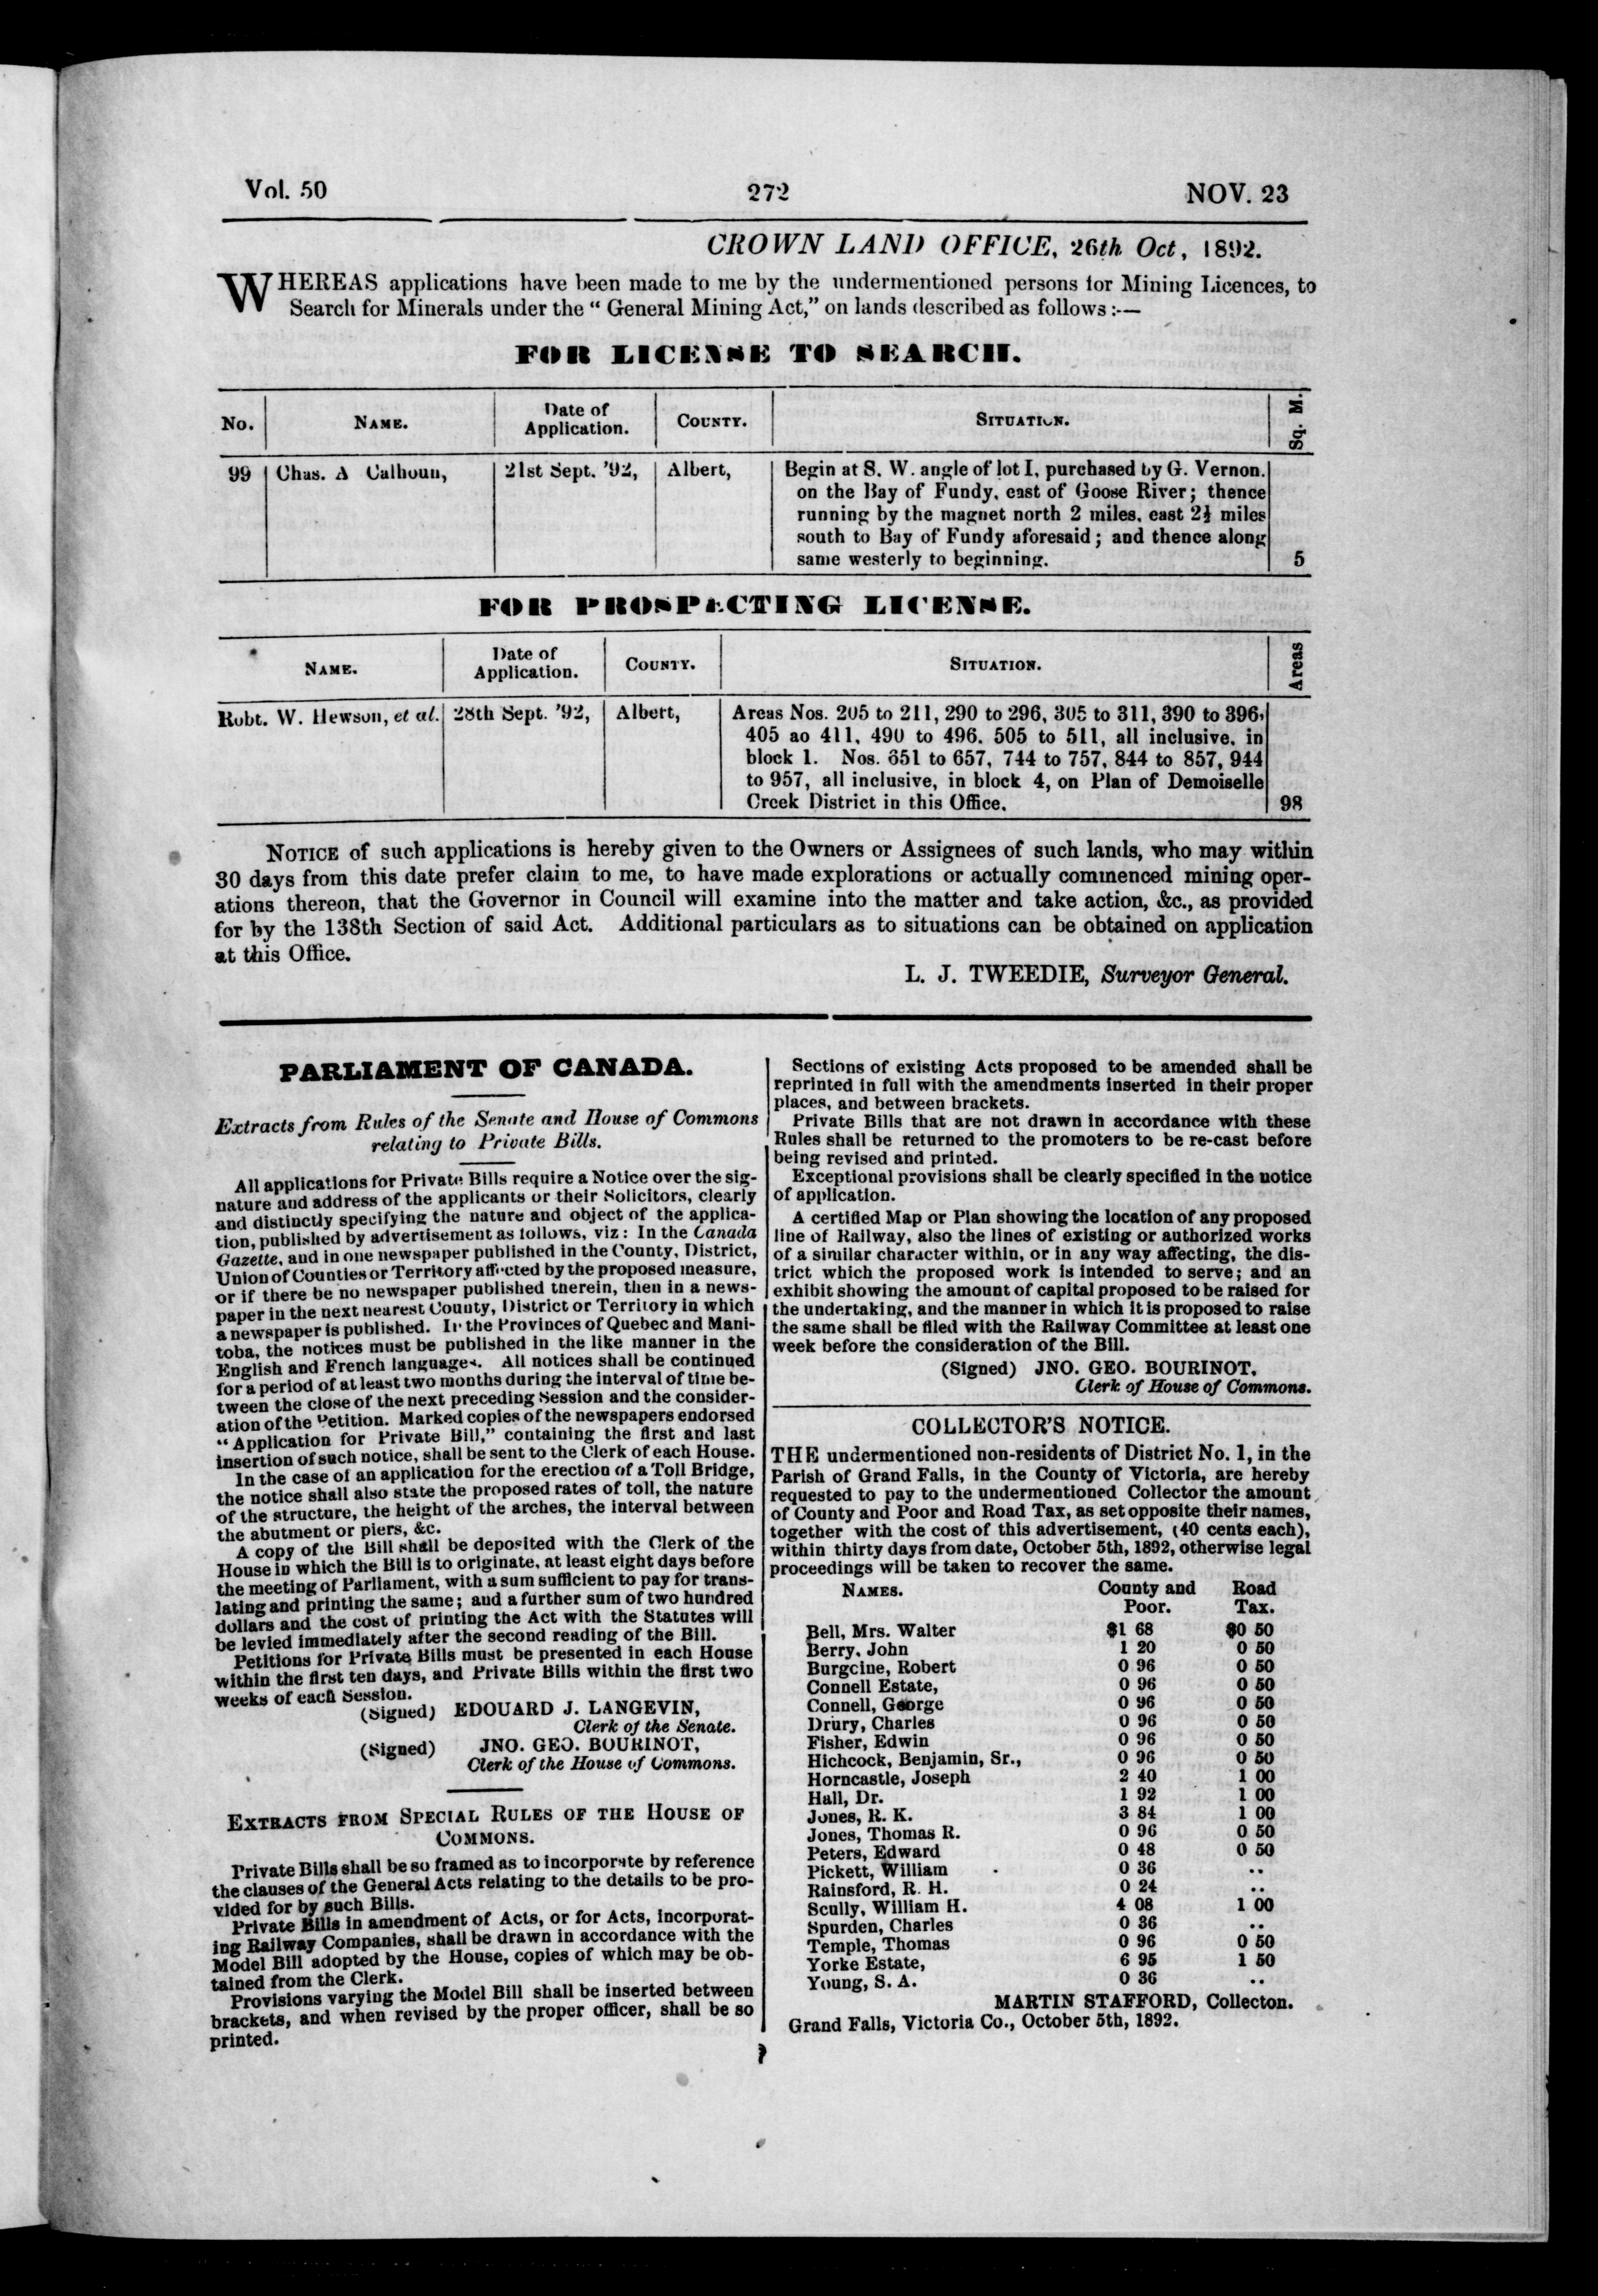 Vol. 50 272 NOV. 23
CROWN LAND OFFICE, 26th Oct, 1892.
WHEREAS applications have been made to me by the undermentioned persons for Mining Licences, to
Search for Minerals under the “ General Mining Act,” on lands described as follows :—
FOR LICENSE TO SEARCH.
No. NAME. Date of Application. COUNTY. SITUATION. Sq. M.
99 Chas. A Calhoun, 21st Sept. '92, Albert, Begin at S. W. angle of lot I, purchased by G. Vernon.
on the Bay of Fundy, east of Goose River; thence
running by the magnet north 2 miles, east 2½ miles
south to Bay of Fundy aforesaid; and thence along
same westerly to beginning. 5
FOR PROSPECTING LICENSE.
NAME. Date of Application. COUNTY. SITUATION. Areas
Robt. W. Hewson, et al. 28th Sept. '92, Albert, Areas Nos. 205 to 211, 290 to 296, 305 to 311, 390 to 396,
405 ao 411, 490 to 496. 505 to 511, all inclusive, in
block 1. Nos. 651 to 657, 744 to 757, 844 to 857, 944
to 957, all inclusive, in block 4, on Plan of Demoiselle
Creek District in this Office. 98
NOTICE of such applications is hereby given to the Owners or Assignees of such lands, who may within
30 days from this date prefer claim to me, to have made explorations or actually commenced mining oper-
ations thereon, that the Governor in Council will examine into the matter and take action, &c., as provided
for by the 138th Section of said Act. Additional particulars as to situations can be obtained on application
at this Office.
L. J. TWEEDIE, Surveyor General.
PARLIAMENT OF CANADA.
Extracts from Rules of the Senate and House of Commons
relating to Private Bills.
All applications for Private Bills require a Notice over the sig-
nature and address of the applicants or their Solicitors, clearly
and distinctly specifying the nature and object of the applica-
tion, published by advertisement as follows, viz: In the Canada
Gazette, and in one newspaper published in the County, District,
Union of Counties or Territory affected by the proposed measure,
or if there be no newspaper published therein, then in a news-
paper in the next nearest County, District or Territory in which
a newspaper is published. In the Provinces of Quebec and Mani-
toba, the notices must be published in the like manner in the
English and French languages. All notices shall be continued
for a period of at least two months during the interval of time be-
tween the close of the next preceding Session and the consider-
ation of the Petition. Marked copies of the newspapers endorsed
“Application for Private Bill,” containing the first and last
insertion of such notice, shall be sent to the Clerk of each House.
In the case of an application for the erection of a Toll Bridge,
the notice shall also state the proposed rates of toll, the nature
of the structure, the height of the arches, the interval between
the abutment or piers, &c.
A copy of the Bill shall be deposited with the Clerk of the
House in which the Bill is to originate, at least eight days before
the meeting of Parliament, with a sum sufficient to pay for trans-
lating and printing the same; and a further sum of two hundred
dollars and the cost of printing the Act with the Statutes will
be levied immediately after the second reading of the Bill.
Petitions for Private Bills must be presented in each House
within the first ten days, and Private Bills within the first two
weeks of each Session.
(Signed) EDOUARD J. LANGEVIN,
Clerk of the Senate.
(Signed) JNO. GEO. BOURINOT,
Clerk of the House of Commons.
EXTRACTS FROM SPECIAL RULES OF THE HOUSE OF
COMMONS.
Private Bills shall be so framed as to incorporate by reference
the clauses of the General Acts relating to the details to be pro-
vided for by such Bills.
Private Bills in amendment of Acts, or for Acts, incorporat-
ing Railway Companies, shall be drawn in accordance with the
Model Bill adopted by the House, copies of which may be ob-
tained from the Clerk.
Provisions varying the Model Bill shall be inserted between
brackets, and when revised by the proper officer, shall be so
printed.
Sections of existing Acts proposed to be amended shall be
reprinted in full with the amendments inserted in their proper
places, and between brackets.
Private Bills that are not drawn in accordance with these
Rules shall be returned to the promoters to be re-cast before
being revised and printed.
Exceptional provisions shall be clearly specified in the notice
of application.
A certified Map or Plan showing the location of any proposed
line of Railway, also the lines of existing or authorized works
of a similar character within, or in any way affecting, the dis-
trict which the proposed work is intended to serve; and an
exhibit showing the amount of capital proposed to be raised for
the undertaking, and the manner in which it is proposed to raise
the same shall be filed with the Railway Committee at least one
week before the consideration of the Bill.
(Signed) JNO. GEO. BOURINOT,
Clerk of House of Commons.
COLLECTOR'S NOTICE.
THE undermentioned non-residents of District No. 1, in the
Parish of Grand Falls, in the County of Victoria, are hereby
requested to pay to the undermentioned Collector the amount
of County and Poor and Road Tax, as set opposite their names,
together with the cost of this advertisement, (40 cents each),
within thirty days from date, October 5th, 1892, otherwise legal
proceedings will be taken to recover the same.
NAMES. County and Road
Poor. Tax.
Bell, Mrs. Walter $1 68 $0 50
Berry, John 1 20 0 50
Burgoine, Robert 0 96 0 50
Connell Estate, 0 96 0 50
Connell, George 0 96 0 50
Drury, Charles 0 96 0 50
Fisher, Edwin 0 96 0 50
Hichcock, Benjamin, Sr., 0 96 0 50
Horncastle, Joseph 2 40 1 00
Hall, Dr. 1 92 1 00
Jones, R. K. 3 84 1 00
Jones, Thomas R. 0 96 0 50
Peters, Edward 0 48 0 50
Pickett, William 0 36 ..
Rainsford, R. H. 0 24 ..
Scully, William H. 4 08 1 00
Spurden, Charles 0 36 ..
Temple, Thomas 0 96 0 50
Yorke Estate, 6 95 1 50
Young, S. A. 0 36 ..
MARTIN STAFFORD, Collecton.
Grand Falls, Victoria Co., October 5th, 1892.